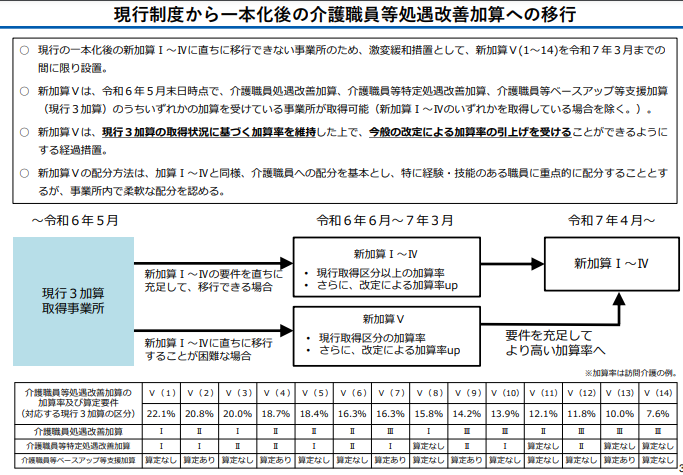 現行制度から一本化後の介護職員等処遇改善加算への移行
○ 現行の一本化後の新加算Ⅰ~Ⅳに直ちに移行できない事業所のため、激変緩和措置として、新加算Ⅴ(1~14)を令和7年3月までの
間に限り設置。
○ 新加算Ⅴは、令和6年5月末日時点で、介護職員処遇改善加算、介護職員等特定処遇改善加算、介護職員等ベースアップ等支援加算
(現行3加算)のうちいずれかの加算を受けている事業所が取得可能(新加算Ⅰ~Ⅳのいずれかを取得している場合を除く。)。
○ 新加算Ⅴは、現行3加算の取得状況に基づく加算率を維持した上で、今般の改定による加算率の引上げを受けることができるように
する経過措置。
○ 新加算Ⅴの配分方法は、加算Ⅰ~Ⅳと同様、介護職員への配分を基本とし、特に経験・技能のある職員に重点的に配分することとす
るが、事業所内で柔軟な配分を認める。
~令和6年5月 令和6年6月~7年3月 令和7年4月~
現行3加算
取得事業所
新加算Ⅰ~Ⅳの要件を直ちに
充足して、移行できる場合
新加算Ⅰ~Ⅳに直ちに移行
することが困難な場合
新加算Ⅰ~Ⅳ
• 現行取得区分以上の加算率
• さらに、改定による加算率up
新加算Ⅴ
• 現行取得区分の加算率
• さらに、改定による加算率up
新加算Ⅰ~Ⅳ
要件を充足して
より高い加算率へ
※加算率は訪問介護の例。
介護職員等処遇改善加算の
加算率及び算定要件
(対応する現行3加算の区分)
Ⅴ(1) Ⅴ(2) Ⅴ(3) Ⅴ(4) Ⅴ(5) Ⅴ(6) Ⅴ(7) Ⅴ(8) Ⅴ(9) Ⅴ(10) Ⅴ(11) Ⅴ(12) Ⅴ(13) Ⅴ(14)
22.1% 20.8% 20.0% 18.7% 18.4% 16.3% 16.3% 15.8% 14.2% 13.9% 12.1% 11.8% 10.0% 7.6%
介護職員処遇改善加算 Ⅰ Ⅱ Ⅰ Ⅱ Ⅱ Ⅱ Ⅲ Ⅰ Ⅲ Ⅲ Ⅱ Ⅲ Ⅲ Ⅲ
介護職員等特定処遇改善加算 Ⅰ Ⅰ Ⅱ Ⅱ Ⅰ Ⅱ Ⅰ 算定なし Ⅱ Ⅰ 算定なし Ⅱ 算定なし 算定なし
介護職員等ベースアップ等支援加算 算定なし 算定あり 算定なし 算定あり 算定なし 算定なし 算定あり 算定なし 算定あり 算定なし 算定なし 算定なし 算定あり 算定なし